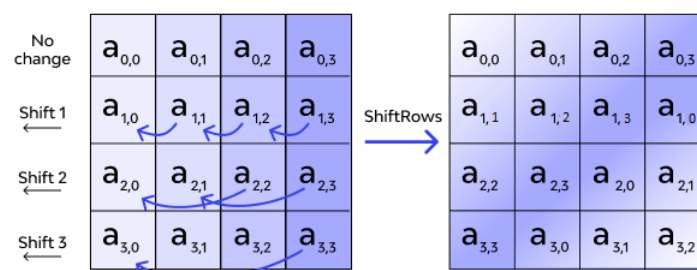 No
change
a0,0 a0,1 a0,2 a0,3
a0,0 a0,1 a0,2 a0,3
Shift 1
a1,0 a1,1 a1,2 a1,3
ShiftRows
a1,1 a1,2 a1,3 a1,0
Shift 2
a2,0 a2,1 a2,2 a2,3
a2,2 a2,3 a2,0 a2,1
Shift 3
a3,0 a3,1 a3,2 a3,3
a3,3 a3,0 a3,1 a3,2